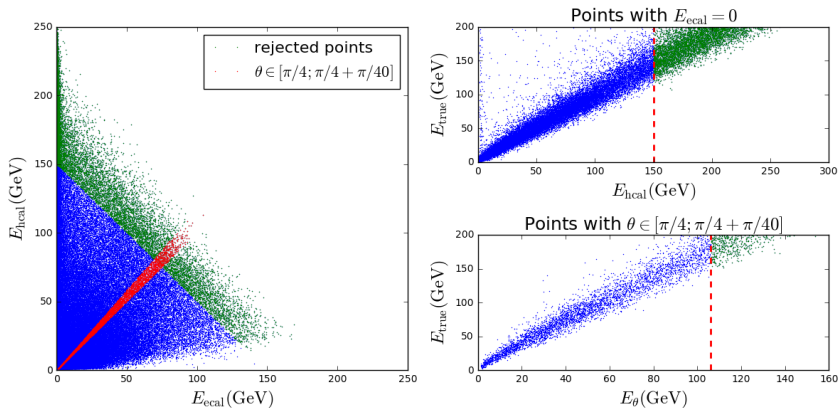 250
200
150
100
50
0
E_hcal(GeV)
0 50 100 150 200 250
E_ecal(GeV)
rejected points
θ∈[π/4;π/4+π/40]
Points with E_ecal=0
200
150
100
50
0
E_true(GeV)
0 50 100 150 200 250 300
E_hcal(GeV)
Points with θ∈[π/4;π/4+π/40]
200
150
100
50
0
E_true(GeV)
0 20 40 60 80 100 120 140 160
E_θ(GeV)